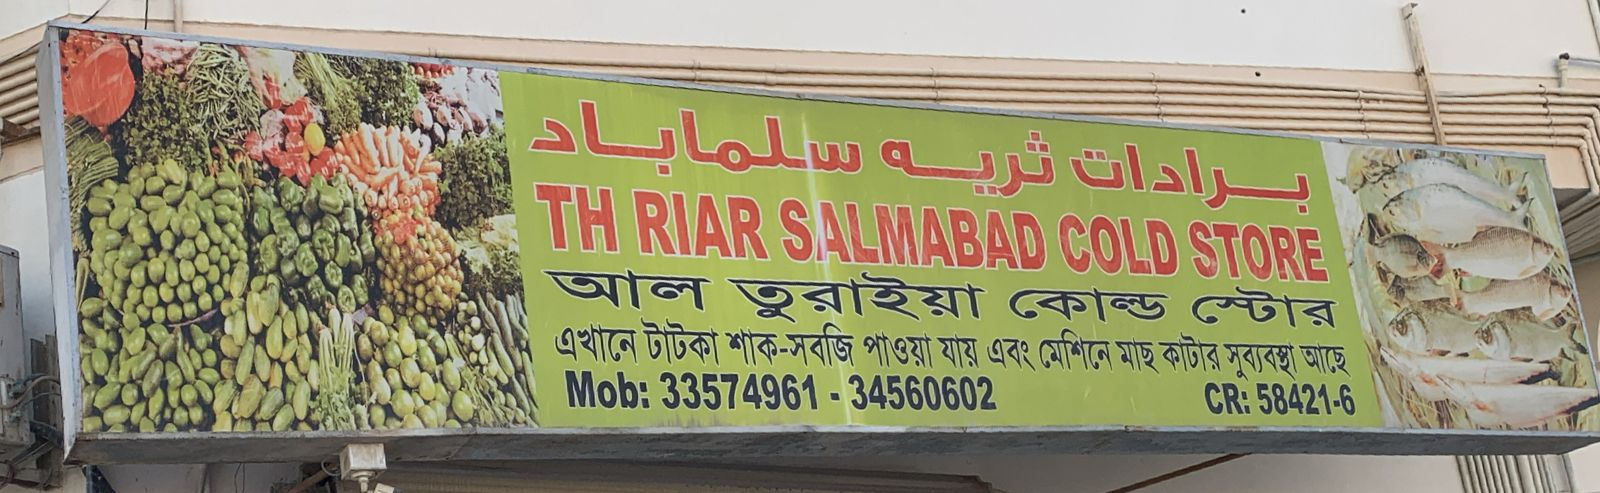 برادات ثريه سلماباد
TH RIAR SALMABAD COLD STORE
আল তুরাইয়া কোল্ড স্টোর
এখানে টাটকা শাক-সবজি পাওয়া যায় এবং মেশিনে মাছ কাটার সুব্যবস্থা আছে
Mob: 33574961 - 34560602
CR: 58421-6